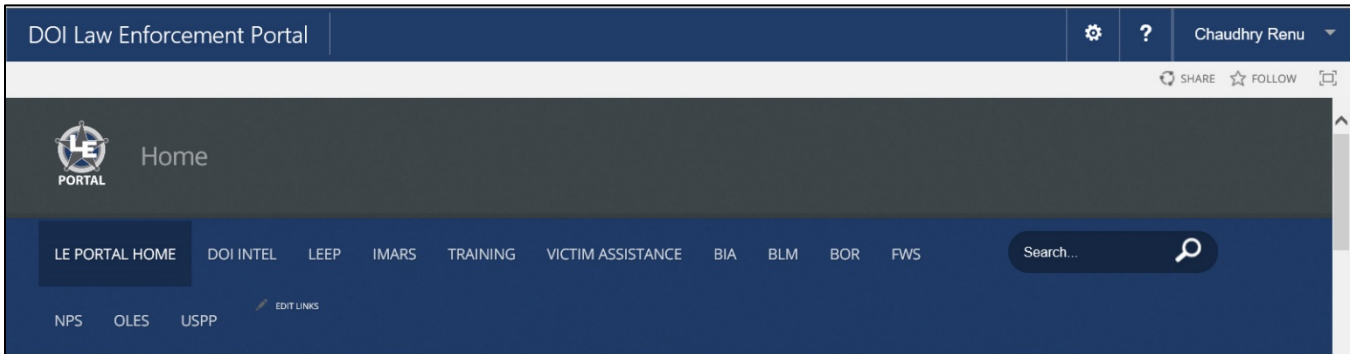 DOI Law Enforcement Portal ? Chaudhry Renu
SHARE FOLLOW
LE
PORTAL
Home
LE PORTAL HOME DOI INTEL LEEP IMARS TRAINING VICTIM ASSISTANCE BIA BLM BOR FWS Search...
NPS OLES USPP EDIT LINKS